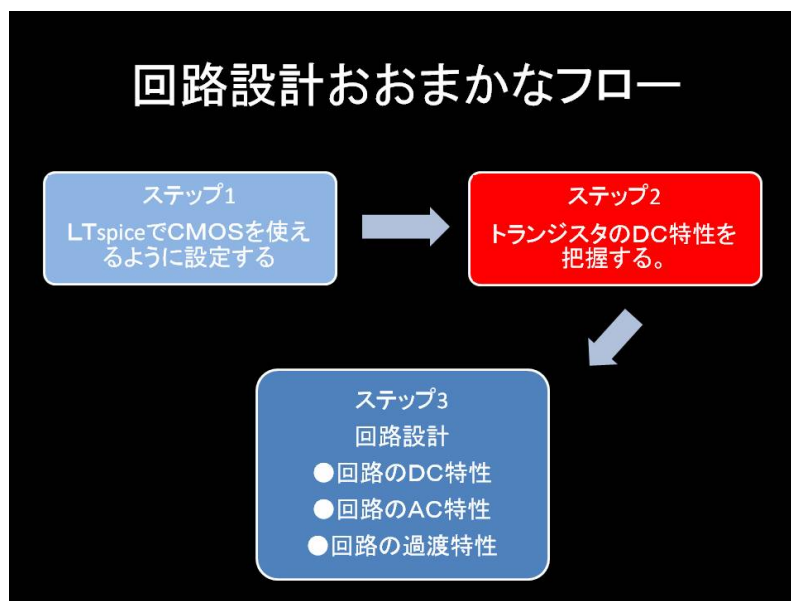 回路設計おおまかなフロー
ステップ1
LTspiceでCMOSを使え
るように設定する
ステップ2
トランジスタのDC特性を
把握する。
ステップ3
回路設計
●回路のDC特性
●回路のAC特性
●回路の過渡特性